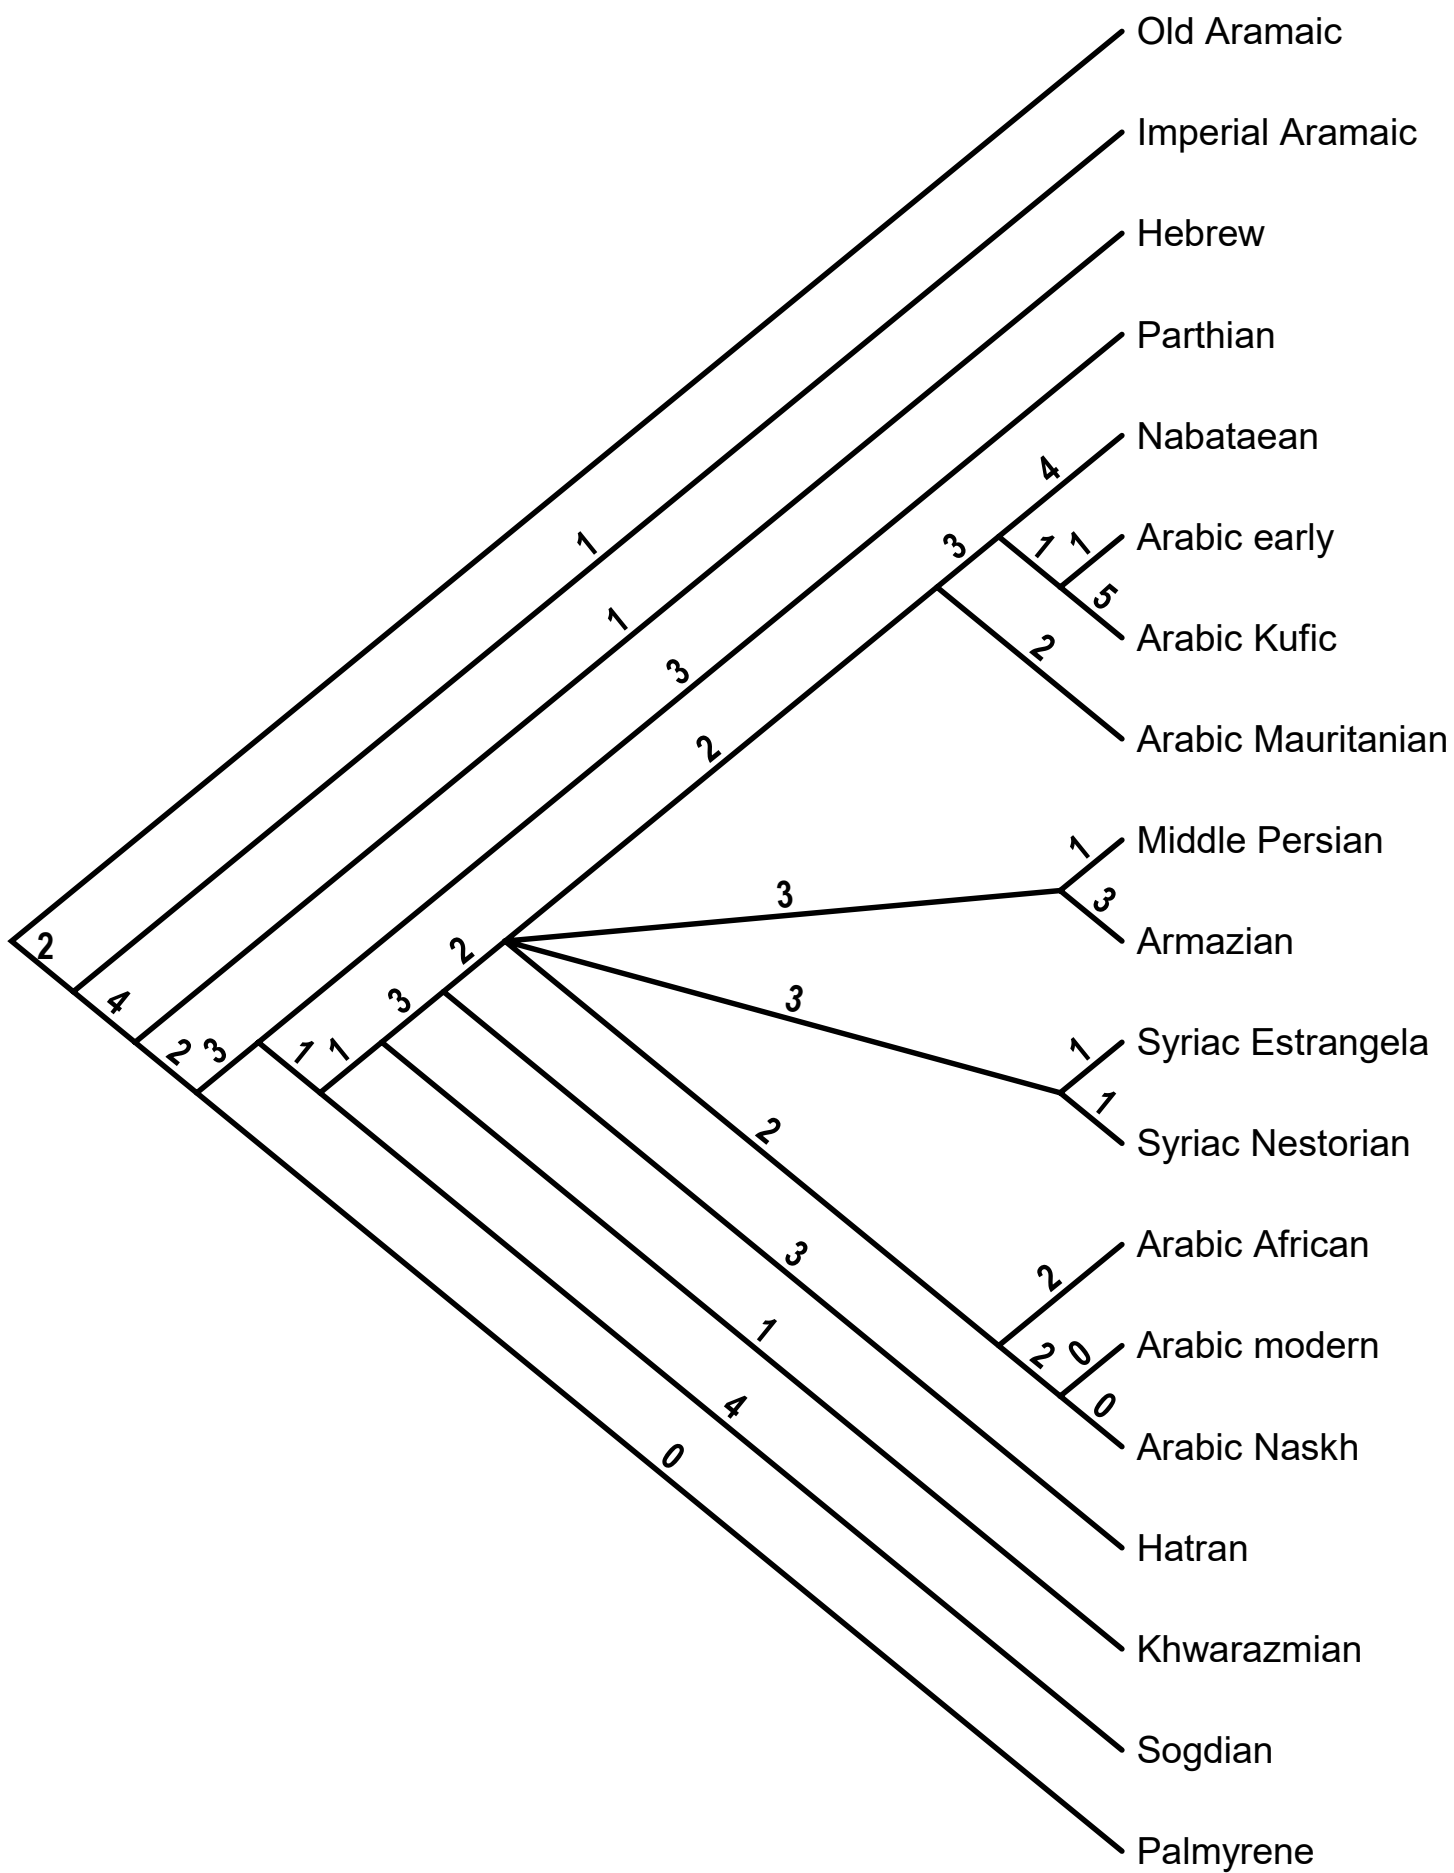 Old Aramaic
Imperial Aramaic
Hebrew
Parthian
Nabataean
4
Arabic early
1
1
3
1
5
Arabic Kufic
1
2
3
Arabic Mauritanian
2
Middle Persian
1
3
3
Armazian
2
2
3
4
3
Syriac Estrangela
1
2
3
1
1
1
Syriac Nestorian
2
Arabic African
3
2
1
Arabic modern
2
0
4
0
Arabic Naskh
0
Hatran
Khwarazmian
Sogdian
Palmyrene